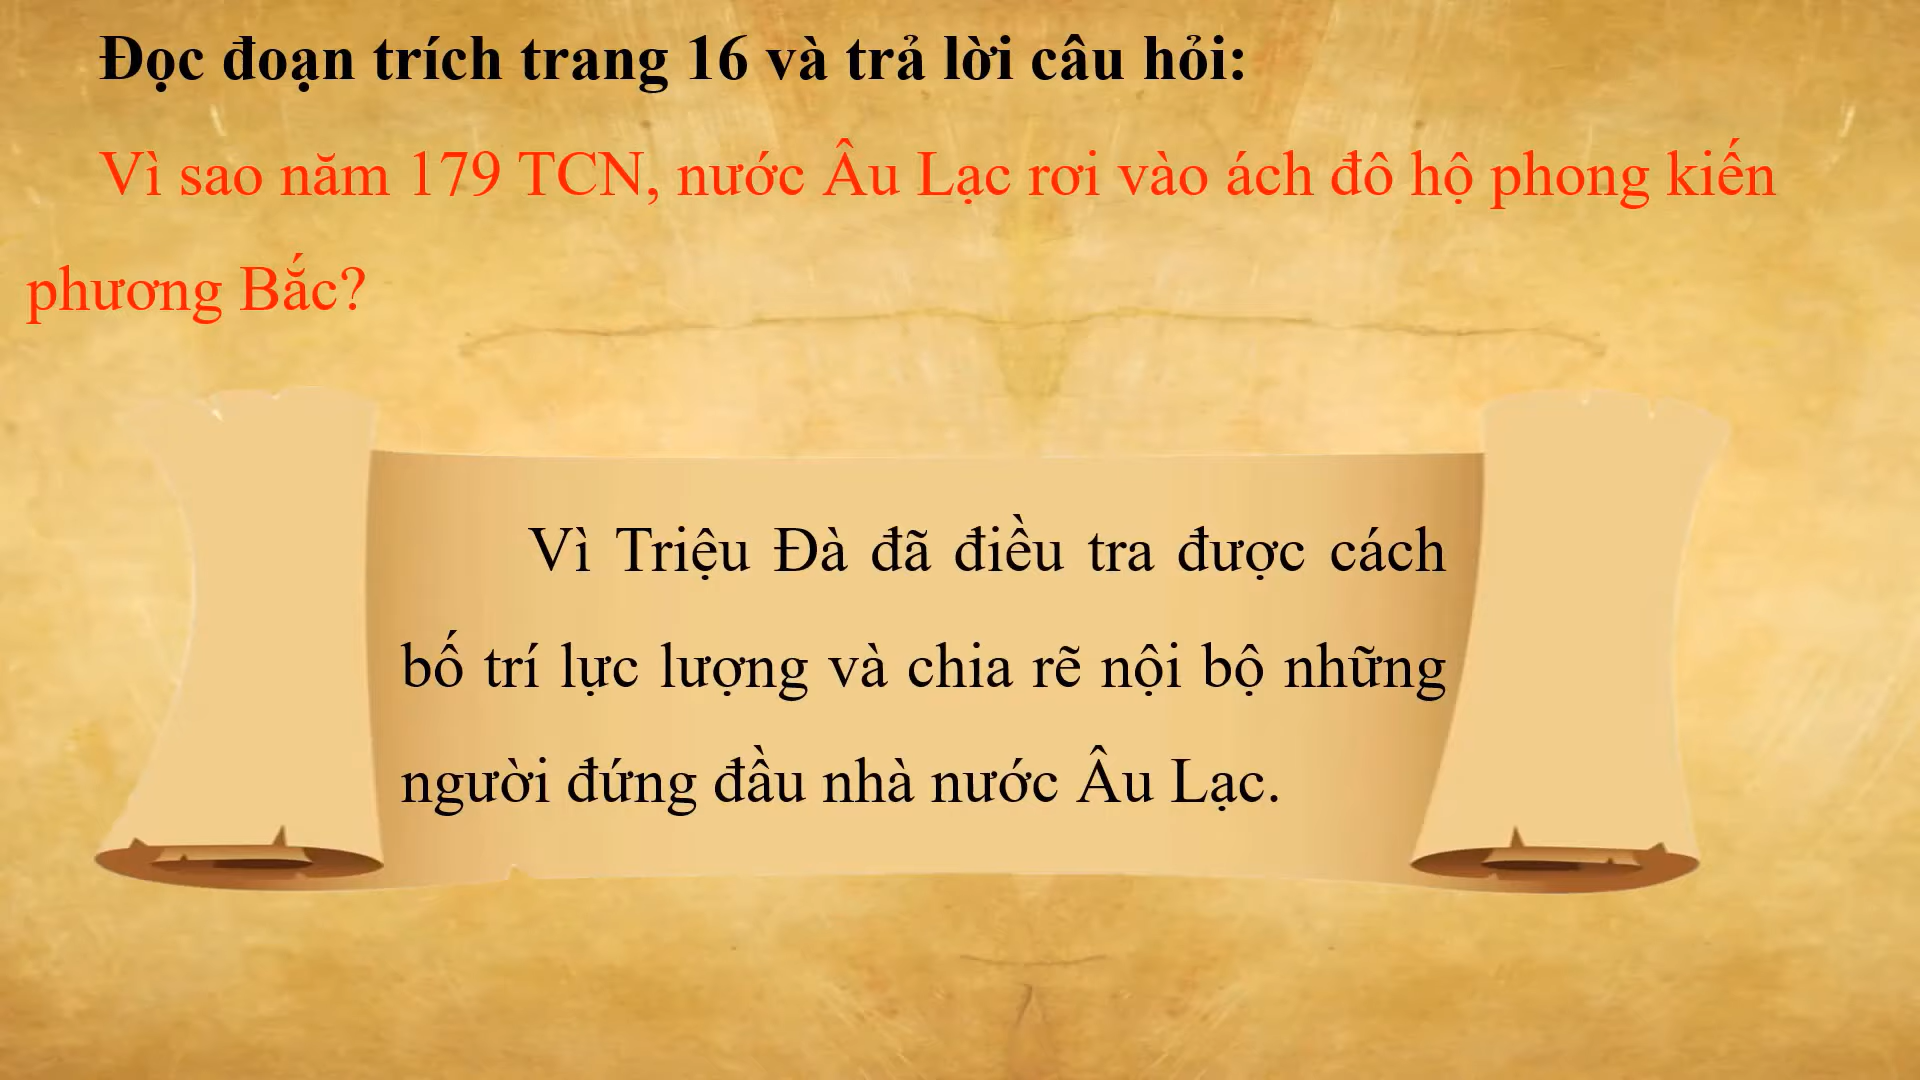 Đọc đoạn trích trang 16 và trả lời câu hỏi:
Vì sao năm 179 TCN, nước Âu Lạc rơi vào ách đô hộ phong kiến
phương Bắc?
Vì Triệu Đà đã điều tra được cách
bố trí lực lượng và chia rẽ nội bộ những
người đứng đầu nhà nước Âu Lạc.